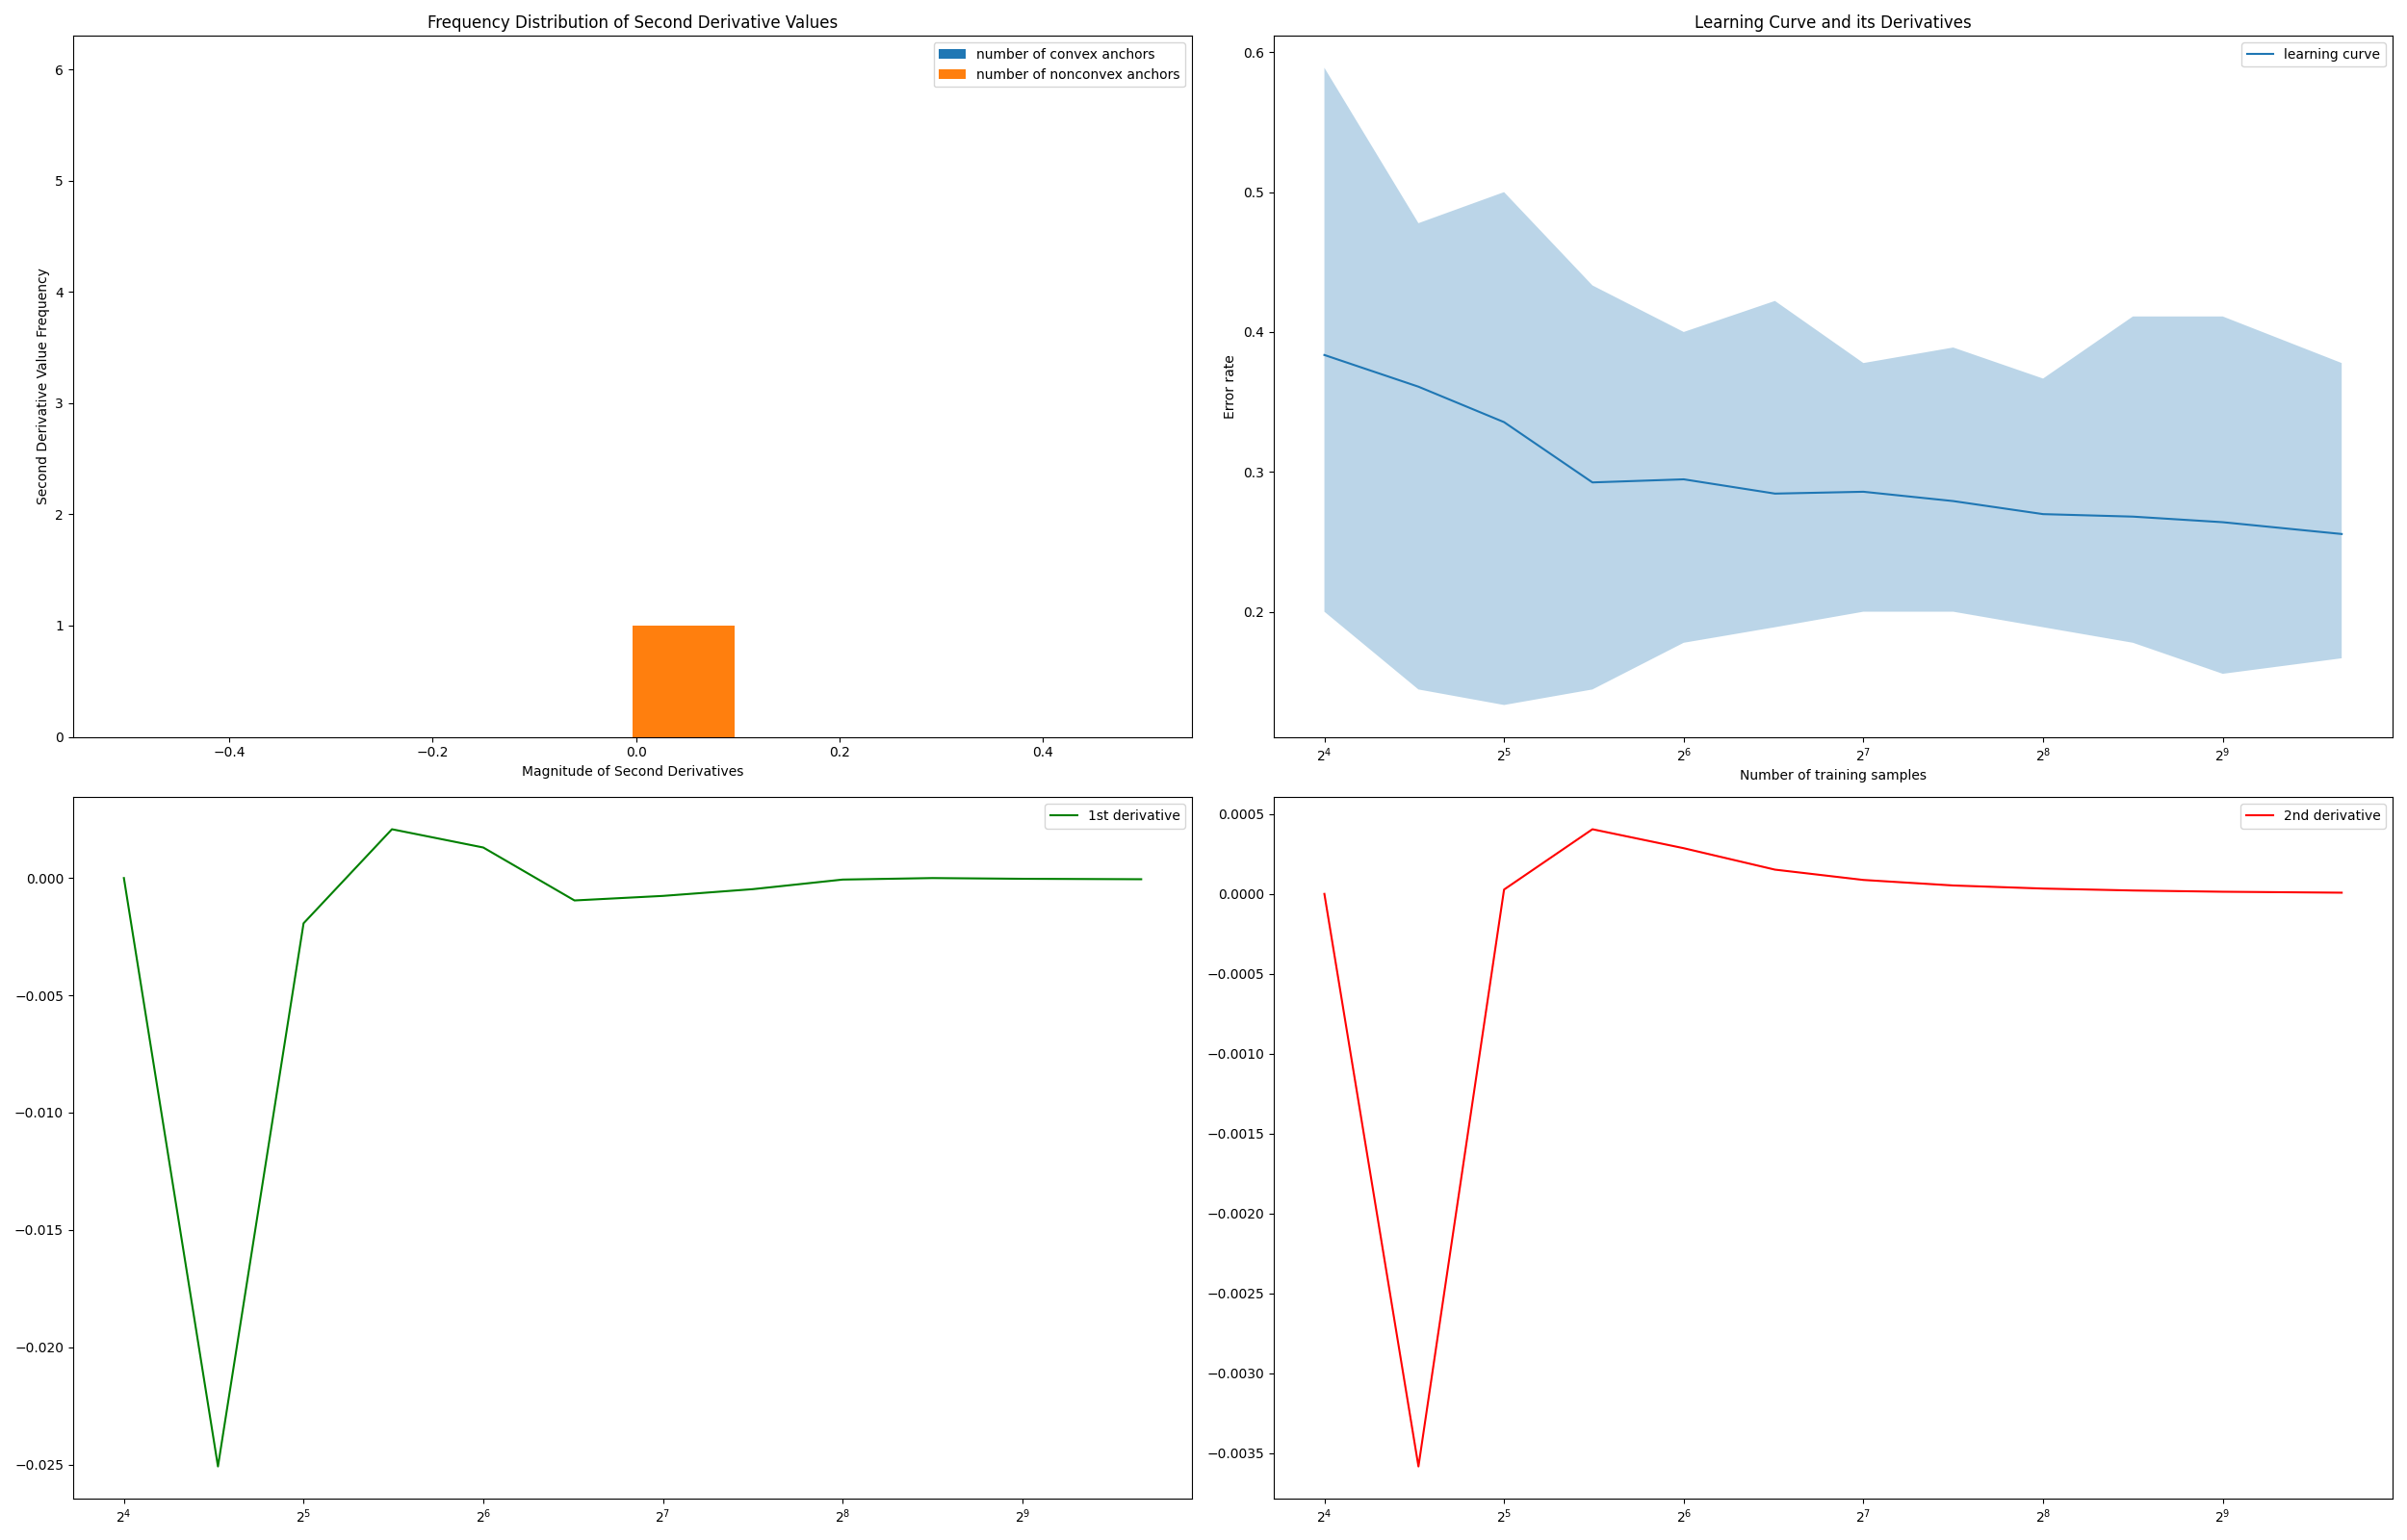 Frequency Distribution of Second Derivative Values
number of convex anchors
number of nonconvex anchors
Second Derivative Value Frequency
6
5
4
3
2
1
0
−0.4 −0.2 0.0 0.2 0.4
Magnitude of Second Derivatives
Learning Curve and its Derivatives
learning curve
Error rate
0.6
0.5
0.4
0.3
0.2
2⁴ 2⁵ 2⁶ 2⁷ 2⁸ 2⁹
Number of training samples
1st derivative
0.000
−0.005
−0.010
−0.015
−0.020
−0.025
2⁴ 2⁵ 2⁶ 2⁷ 2⁸ 2⁹
2nd derivative
0.0005
0.0000
−0.0005
−0.0010
−0.0015
−0.0020
−0.0025
−0.0030
−0.0035
2⁴ 2⁵ 2⁶ 2⁷ 2⁸ 2⁹